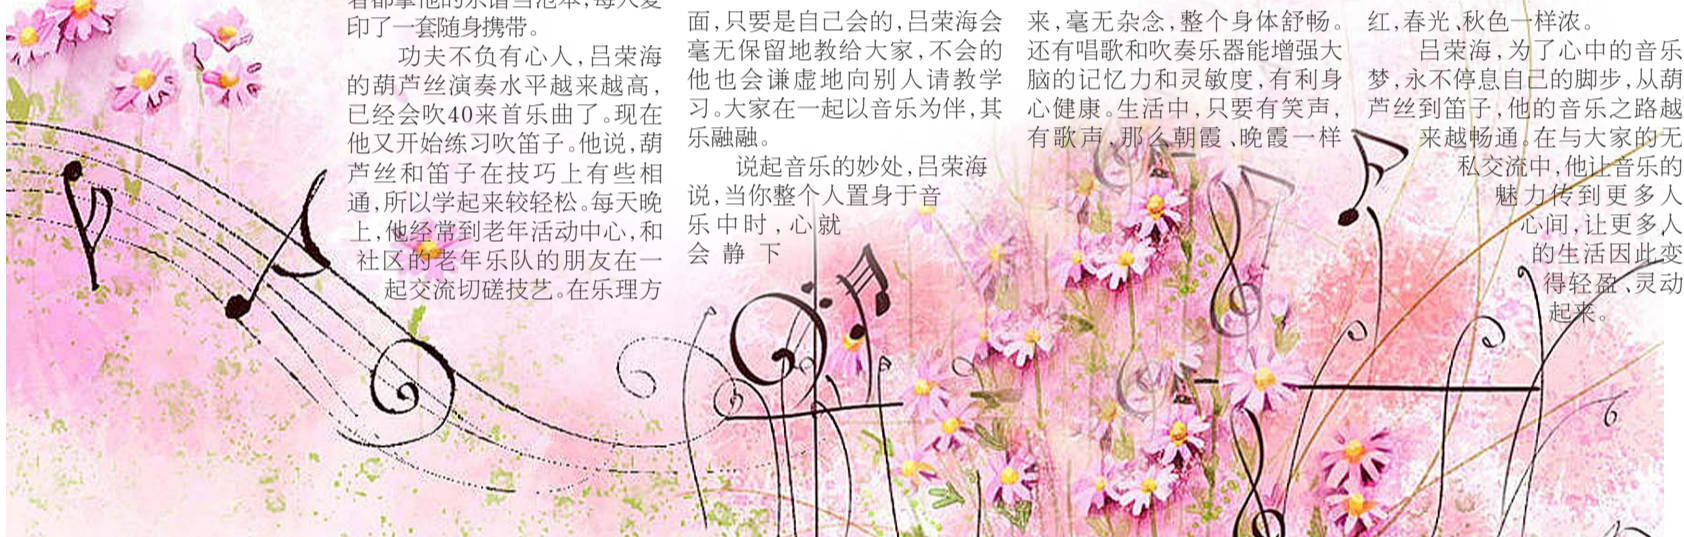 着都拿他的乐谱当范本,每人复
印了一套随身携带。
功夫不负有心人,吕荣海
的葫芦丝演奏水平越来越高,
已经会吹40来首乐曲了。现在
他又开始练习吹笛子。他说,葫
芦丝和笛子在技巧上有些相
通,所以学起来较轻松。每天晚
上,他经常到老年活动中心,和
社区的老年乐队的朋友在一
起交流切磋技艺。在乐理方
面,只要是自己会的,吕荣海会
毫无保留地教给大家,不会的
他也会谦虚地向别人请教学
习。大家在一起以音乐为伴,其
乐融融。
说起音乐的妙处,吕荣海
说,当你整个人置身于音
乐中时,心就
会静下
来,毫无杂念,整个身体舒畅。
还有唱歌和吹奏乐器能增强大
脑的记忆力和灵敏度,有利身
心健康。生活中,只要有笑声,
有歌声,那么朝霞、晚霞一样
红,春光、秋色一样浓。
吕荣海,为了心中的音乐
梦,永不停息自己的脚步,从葫
芦丝到笛子,他的音乐之路越
来越畅通。在与大家的无
私交流中,他让音乐的
魅力传到更多人
心间,让更多人
的生活因此变
得轻盈、灵动
起来。